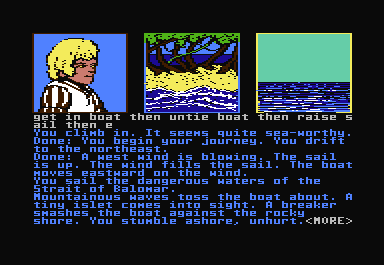 get in boat then untie boat then raise s
ail then e
You climb in. It seems quite sea-worthy.
Done: You begin your journey. You drift
to the northeast.
Done: A west wind is blowing. The sail
is up. The wind fills the sail. The boat
moves eastward on the wind.
You sail the dangerous waters of the
Strait of Balomar.
Mountainous waves toss the boat about. A
tiny islet comes into sight. A breaker
smashes the boat against the rocky
shore. You stumble ashore, unhurt.<MORE>